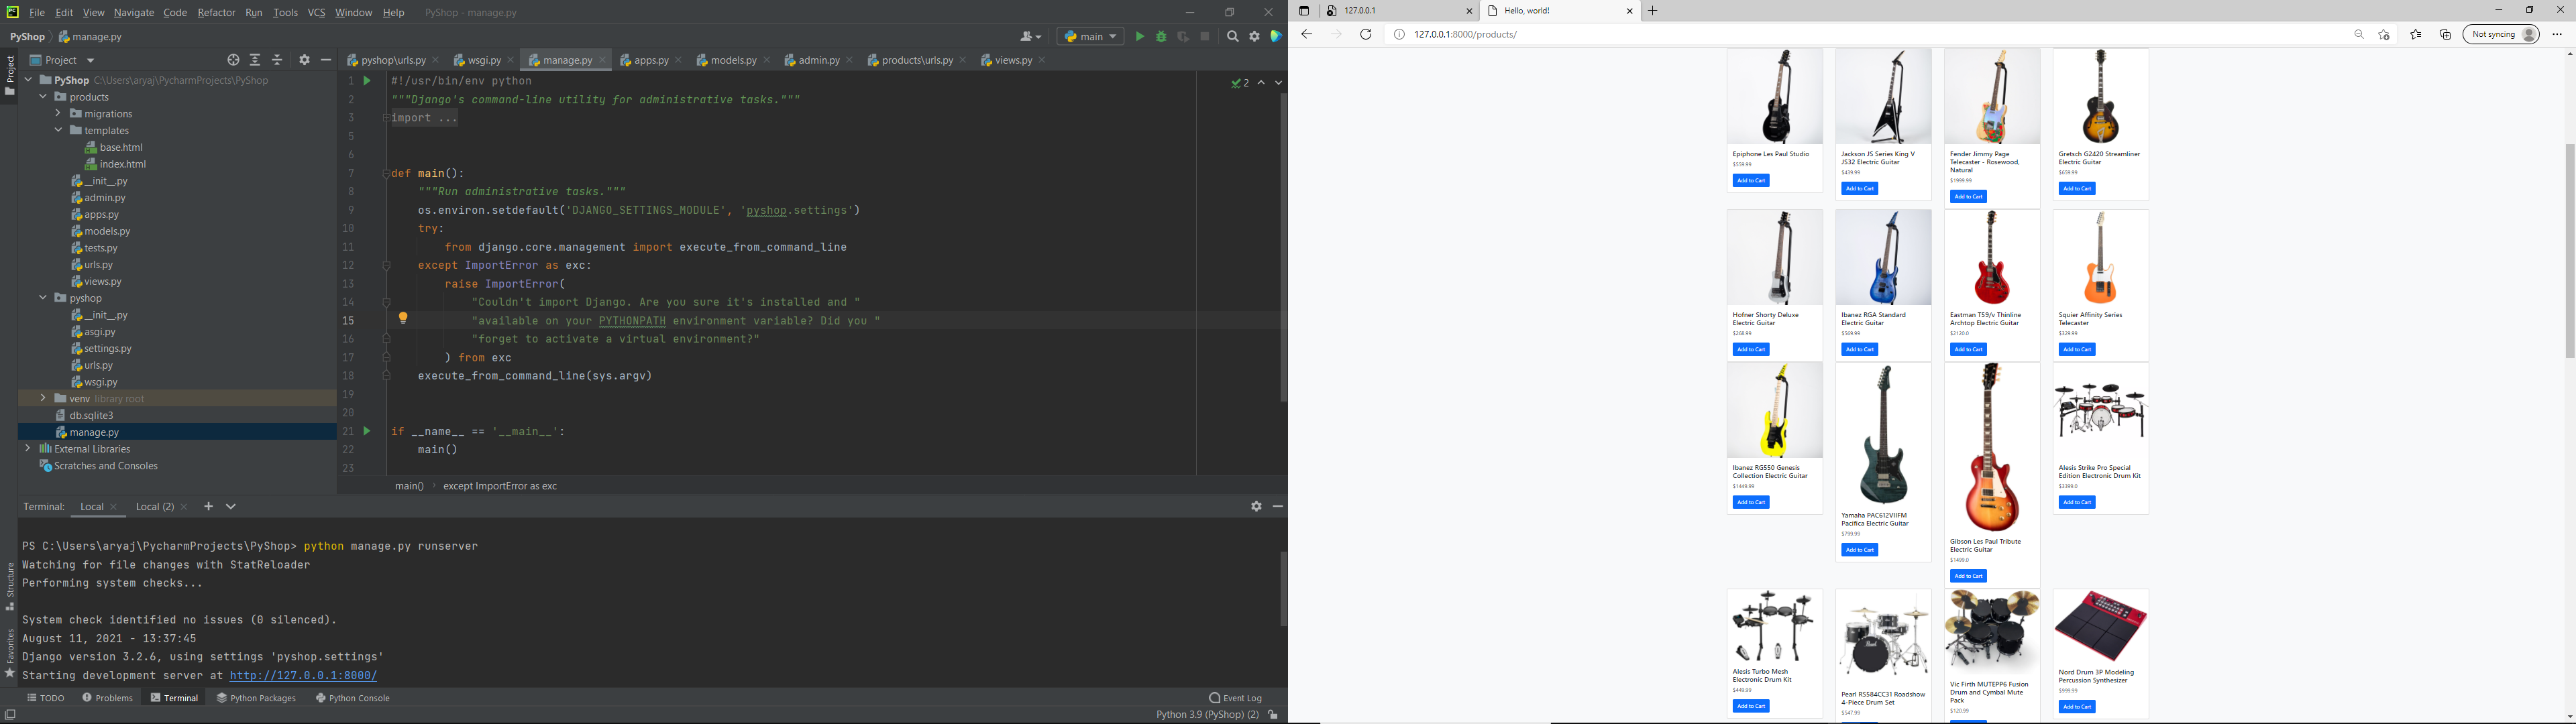 File Edit View Navigate Code Refactor Run Tools VCS Window Help PyShop - manage.py
PyShop manage.py
main
Project
Project
pyshop\urls.py wsgi.py manage.py apps.py models.py admin.py products\urls.py views.py
PyShop C:\Users\aryaj\PycharmProjects\PyShop
products
migrations
templates
base.html
index.html
__init__.py
admin.py
apps.py
models.py
tests.py
urls.py
views.py
pyshop
__init__.py
asgi.py
settings.py
urls.py
wsgi.py
venv library root
db.sqlite3
manage.py
External Libraries
Scratches and Consoles
2
1 #!/usr/bin/env python
2 """Django's command-line utility for administrative tasks."""
3 import ...
5
6
7 def main():
8 """Run administrative tasks."""
9 os.environ.setdefault('DJANGO_SETTINGS_MODULE', 'pyshop.settings')
10 try:
11 from django.core.management import execute_from_command_line
12 except ImportError as exc:
13 raise ImportError(
14 "Couldn't import Django. Are you sure it's installed and "
15 "available on your PYTHONPATH environment variable? Did you "
16 "forget to activate a virtual environment?"
17 ) from exc
18 execute_from_command_line(sys.argv)
19
20
21 if __name__ == '__main__':
22 main()
23
main() except ImportError as exc
Terminal: Local Local (2)
PS C:\Users\aryaj\PycharmProjects\PyShop> python manage.py runserver
Watching for file changes with StatReloader
Performing system checks...
System check identified no issues (0 silenced).
August 11, 2021 - 13:37:45
Django version 3.2.6, using settings 'pyshop.settings'
Starting development server at http://127.0.0.1:8000/
Structure
Favorites
TODO Problems Terminal Python Packages Python Console Event Log
Python 3.9 (PyShop) (2)
127.0.0.1 Hello, world!
127.0.0.1:8000/products/ Not syncing
Epiphone Les Paul Studio
$559.99
Add to Cart
Jackson JS Series King V
JS32 Electric Guitar
$439.99
Add to Cart
Fender Jimmy Page
Telecaster - Rosewood,
Natural
$1999.99
Add to Cart
Gretsch G2420 Streamliner
Electric Guitar
$659.99
Add to Cart
Hofner Shorty Deluxe
Electric Guitar
$268.99
Add to Cart
Ibanez RGA Standard
Electric Guitar
$569.99
Add to Cart
Eastman T59/v Thinline
Archtop Electric Guitar
$2120.0
Add to Cart
Squier Affinity Series
Telecaster
$329.99
Add to Cart
Ibanez RG550 Genesis
Collection Electric Guitar
$1449.99
Add to Cart
Yamaha PAC612VIIFM
Pacifica Electric Guitar
$799.99
Add to Cart
Gibson Les Paul Tribute
Electric Guitar
$1499.0
Add to Cart
Alesis Strike Pro Special
Edition Electronic Drum Kit
$3399.0
Add to Cart
Alesis Turbo Mesh
Electronic Drum Kit
$449.99
Add to Cart
Pearl RS584CC31 Roadshow
4-Piece Drum Set
$547.99
Vic Firth MUTEPP6 Fusion
Drum and Cymbal Mute
Pack
$120.99
Nord Drum 3P Modeling
Percussion Synthesizer
$999.99
Add to Cart